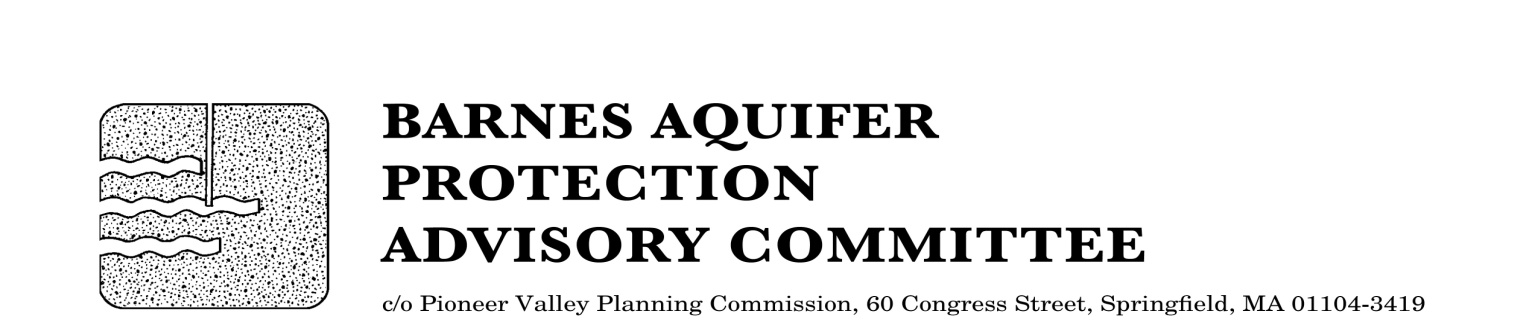 BARNES AQUIFER
PROTECTION
ADVISORY COMMITTEE
c/o Pioneer Valley Planning Commission, 60 Congress Street, Springfield, MA 01104-3419